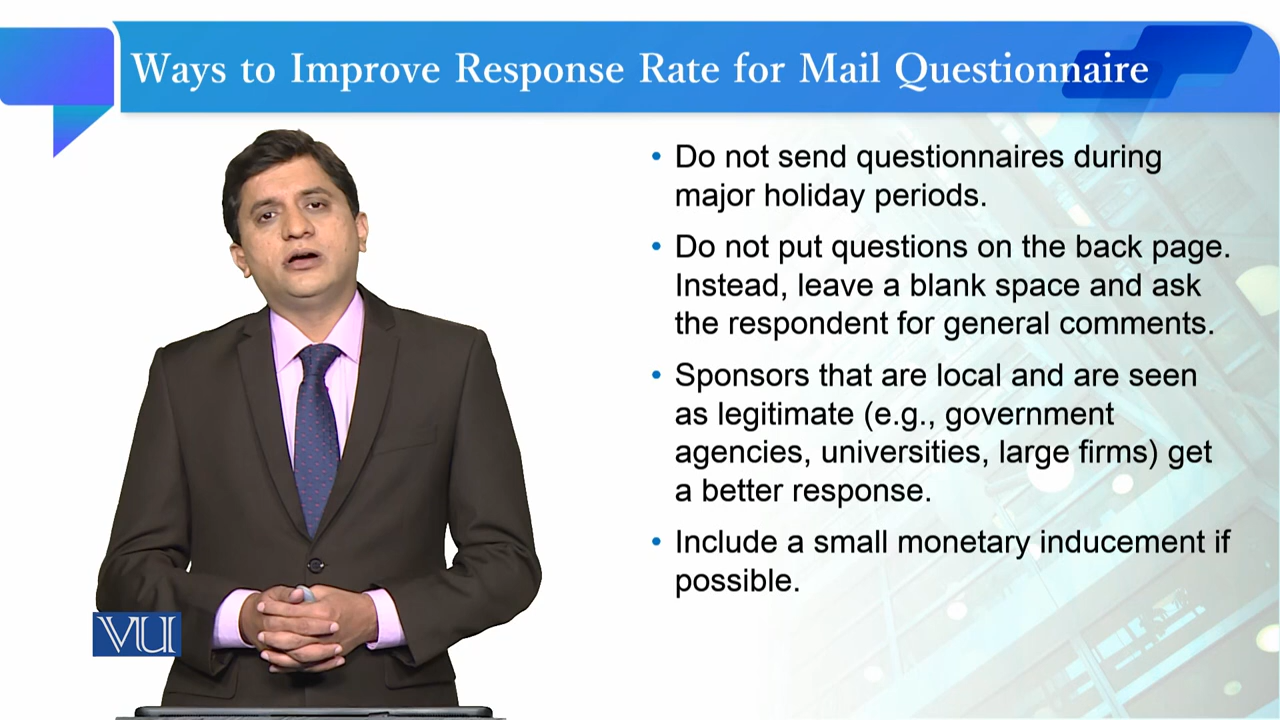 Ways to Improve Response Rate for Mail Questionnaire
• Do not send questionnaires during
major holiday periods.
• Do not put questions on the back page.
Instead, leave a blank space and ask
the respondent for general comments.
• Sponsors that are local and are seen
as legitimate (e.g., government
agencies, universities, large firms) get
a better response.
• Include a small monetary inducement if
possible.
VU